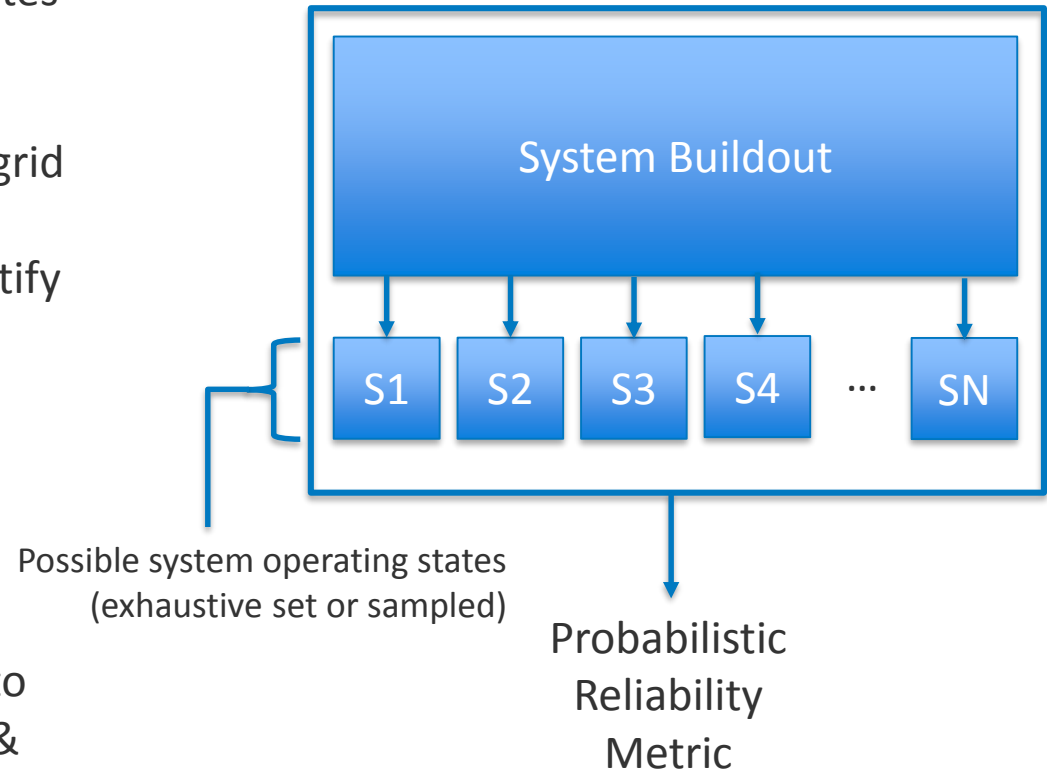 grid
tify
to
&
System Buildout
S1 S2 S3 S4 ... SN
Possible system operating states
(exhaustive set or sampled)
Probabilistic
Reliability
Metric